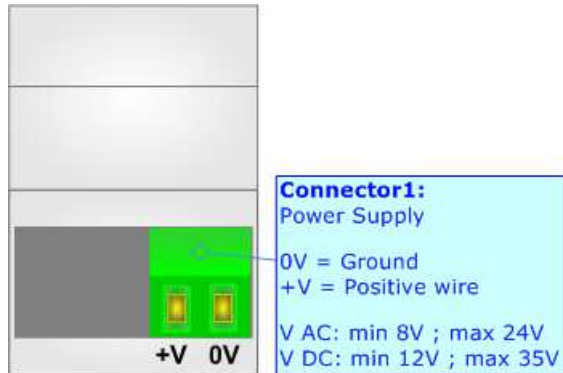 Connector1:
Power Supply
0V = Ground
+V = Positive wire
V AC: min 8V ; max 24V
V DC: min 12V ; max 35V
+V 0V